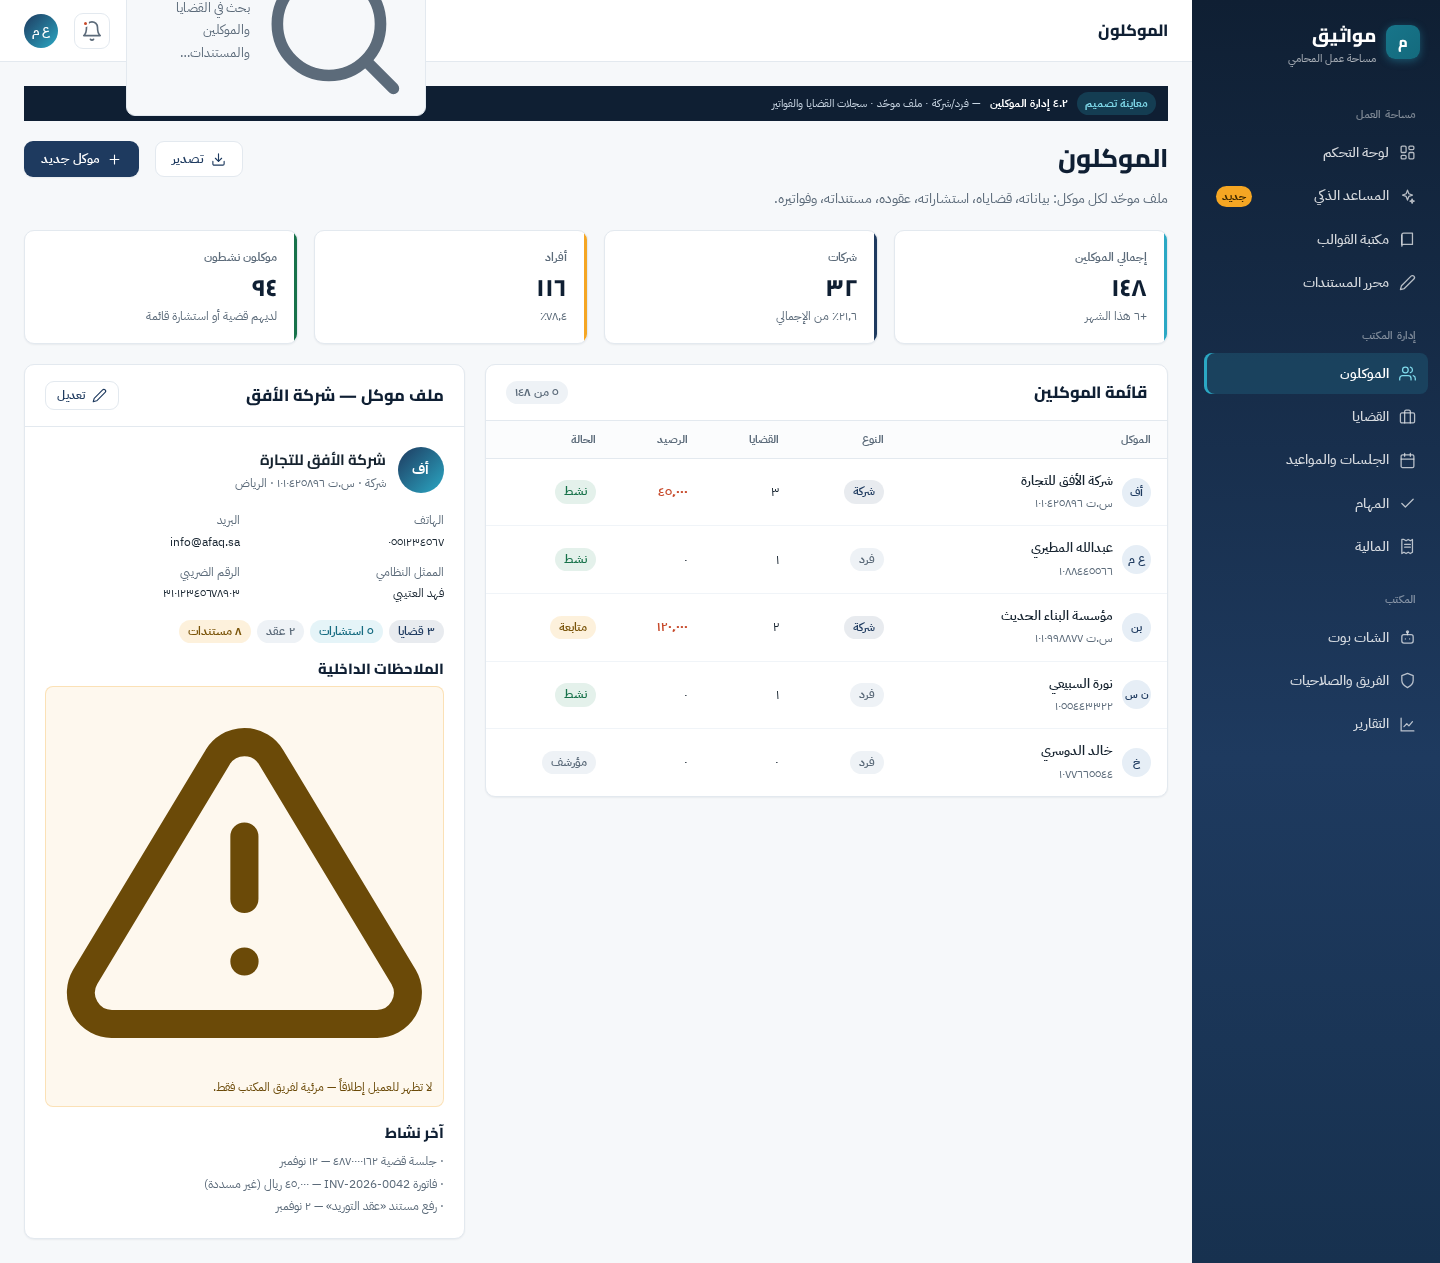 م
مواثيق
مساحة عمل المحامي
مساحة العمل
لوحة التحكم
المساعد الذكي
جديد
مكتبة القوالب
محرر المستندات
إدارة المكتب
الموكلون
القضايا
الجلسات والمواعيد
المهام
المالية
المكتب
الشات بوت
الفريق والصلاحيات
التقارير
الموكلون
بحث في القضايا
والموكلين
والمستندات...
ع م
معاينة تصميم
٤.٢ إدارة الموكلين — فرد/شركة · ملف موحّد · سجلات القضايا والفواتير
الموكلون
تصدير
موكل جديد
ملف موحّد لكل موكل: بياناته، قضاياه، استشاراته، عقوده، مستنداته، وفواتيره.
إجمالي الموكلين
١٤٨
+٦ هذا الشهر
شركات
٣٢
٢١٫٦٪ من الإجمالي
أفراد
١١٦
٧٨٫٤٪
موكلون نشطون
٩٤
لديهم قضية أو استشارة قائمة
قائمة الموكلين
٥ من ١٤٨
الموكل النوع القضايا الرصيد الحالة
أف شركة الأفق للتجارة شركة ٣ ٤٥٬٠٠٠ نشط
س.ت ١٠١٠٤٢٥٨٩٦
ع م عبدالله المطيري فرد ١ ٠ نشط
١٠٨٨٤٤٥٥٦٦
بن مؤسسة البناء الحديث شركة ٢ ١٢٠٬٠٠٠ متابعة
س.ت ١٠١٠٩٩٨٨٧٧
ن س نورة السبيعي فرد ١ ٠ نشط
١٠٥٥٤٤٣٣٢٢
خ خالد الدوسري فرد ٠ ٠ مؤرشف
١٠٧٧٦٦٥٥٤٤
ملف موكل — شركة الأفق
تعديل
أف
شركة الأفق للتجارة
شركة · س.ت ١٠١٠٤٢٥٨٩٦ · الرياض
الهاتف البريد
٠٥٥١٢٣٤٥٦٧ info@afaq.sa
الممثل النظامي الرقم الضريبي
فهد العتيبي ٣١٠١٢٣٤٥٦٧٨٩٠٣
٣ قضايا ٥ استشارات ٢ عقد ٨ مستندات
الملاحظات الداخلية
لا تظهر للعميل إطلاقاً — مرئية لفريق المكتب فقط.
آخر نشاط
· جلسة قضية ٤٨٧٠٠٠٠١٦٢ — ١٢ نوفمبر
· فاتورة INV-2026-0042 — ٤٥٬٠٠٠ ريال (غير مسددة)
· رفع مستند «عقد التوريد» — ٢ نوفمبر